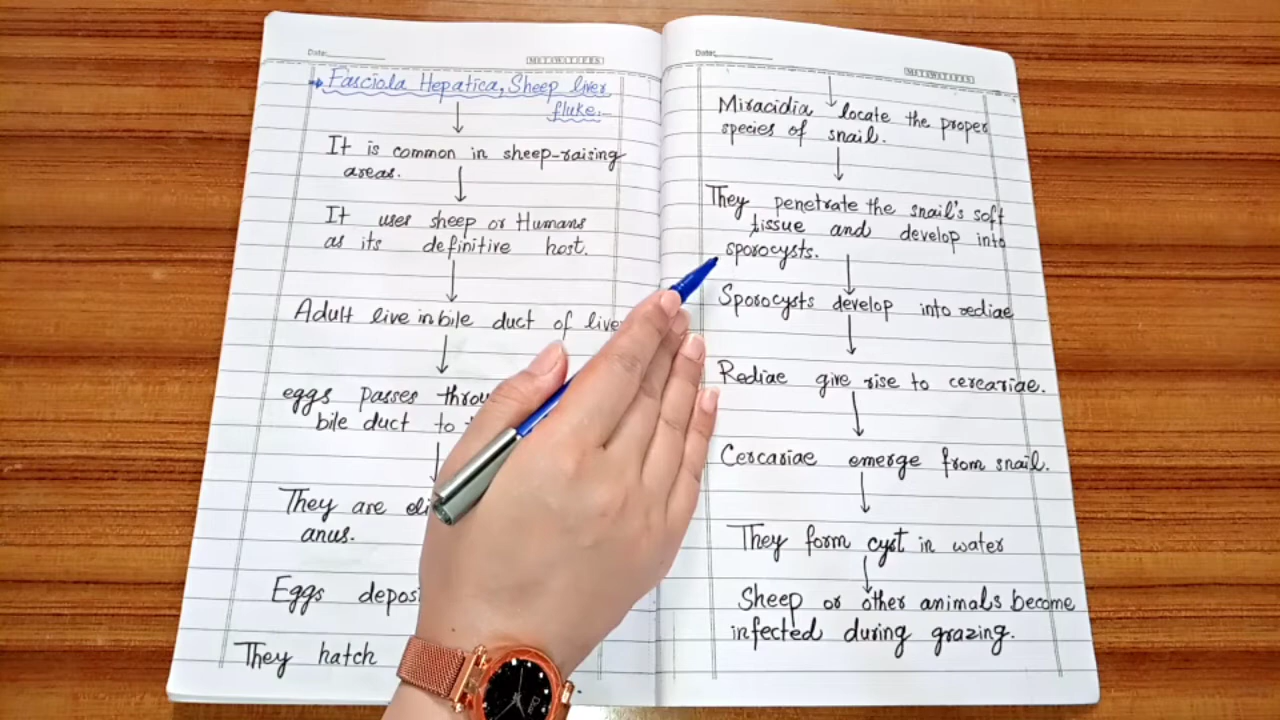 Date:
MITSWATSEPS
Fasciola Hepatica, Sheep liver
fluke.
It is common in sheep-raising
areas.
It uses sheep or Humans
as its definitive host.
Adult live in bile duct of
eggs passes
bile duct to
They are
anus.
Eggs
They hatch
Date:
Miracidia locate the proper
species of snail.
They penetrate the snail's soft
tissue and develop into
sporocysts.
Sporocysts develop into rediae
Rediae give rise to cercariae.
Cercariae emerge from snail.
They form cyst in water
Sheep or other animals become
infected during grazing.